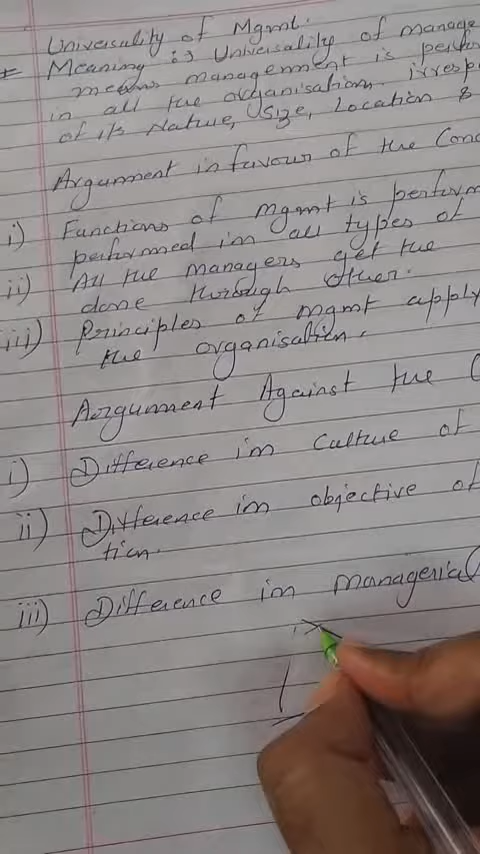 Universality of Mgmt.
Meaning :: Universality of manage
means management is perfor
in all the organisation irresp
of its Nature, Size, Location &
Argument in favour of the Conc
i) Functions of mgmt is perform
performed in all types of
ii) All the managers get the
done through other.
iii) Principles of mgmt apply
the organisation.
Argument Against the C
i) Difference in Culture of
ii) Difference in objective of
tion.
iii) Difference in managerial